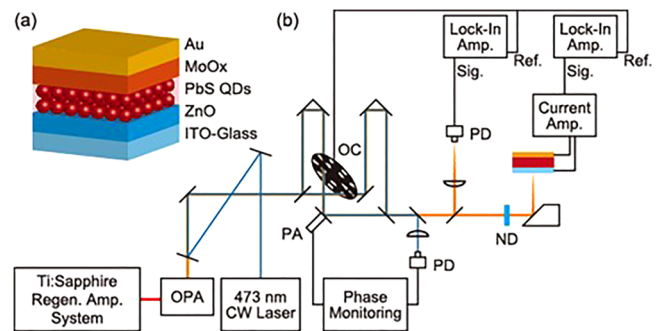 (a)
Au
MoOx
PbS QDs
ZnO
ITO-Glass
(b)
Lock-In
Amp.
Ref.
Sig.
Lock-In
Amp.
Ref.
Sig.
Current
Amp.
OC
PD
PA
ND
PD
Ti:Sapphire
Regen. Amp.
System
OPA
473 nm
CW Laser
Phase
Monitoring